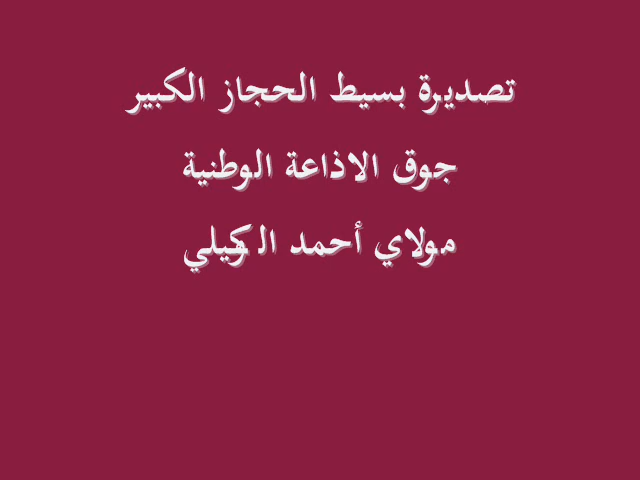 تصديرة بسيط الحجاز الكبير
جوق الاذاعة الوطنية
مولاي أحمد الوكيلي